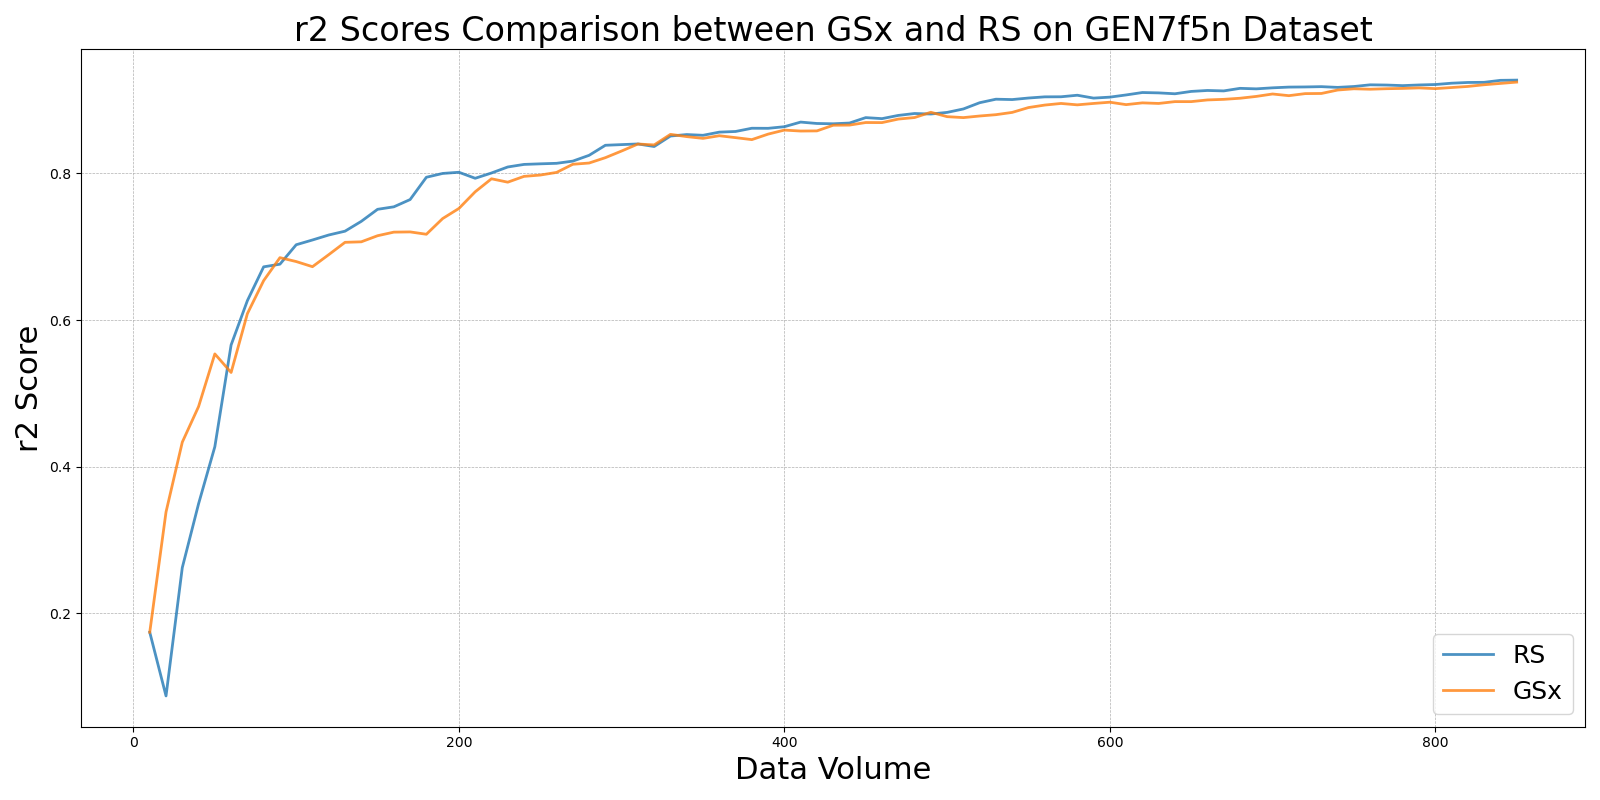 r2 Scores Comparison between GSx and RS on GEN7f5n Dataset
r2 Score
0.8
0.6
0.4
0.2
0 200 400 600 800
Data Volume
RS
GSx